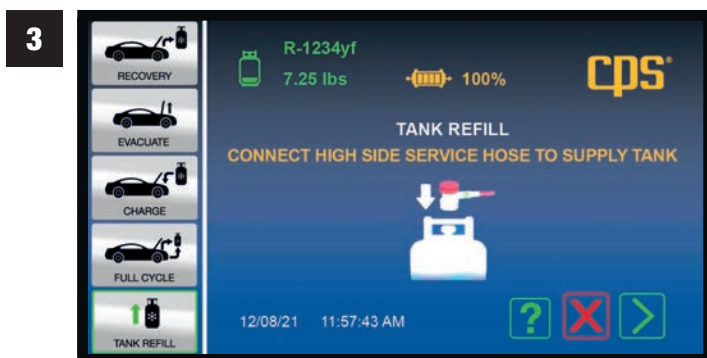 3
RECOVERY
EVACUATE
CHARGE
FULL CYCLE
TANK REFILL
R-1234yf
7.25 lbs
100%
cps®
TANK REFILL
CONNECT HIGH SIDE SERVICE HOSE TO SUPPLY TANK
12/08/21 11:57:43 AM
?